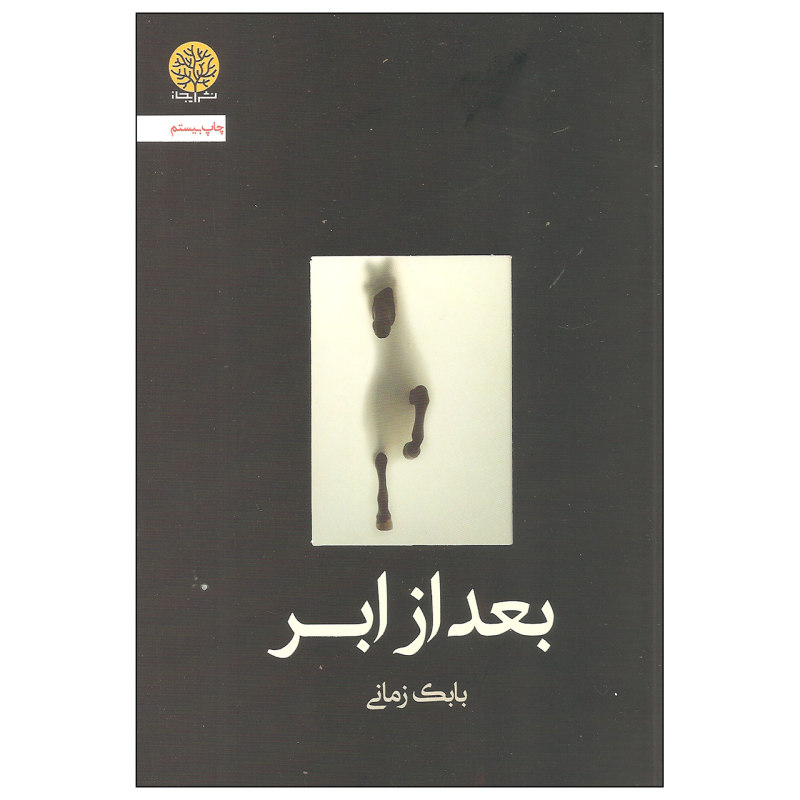 نشر ایجاز
چاپ بیستم
بعد از ابر
بابک زمانی